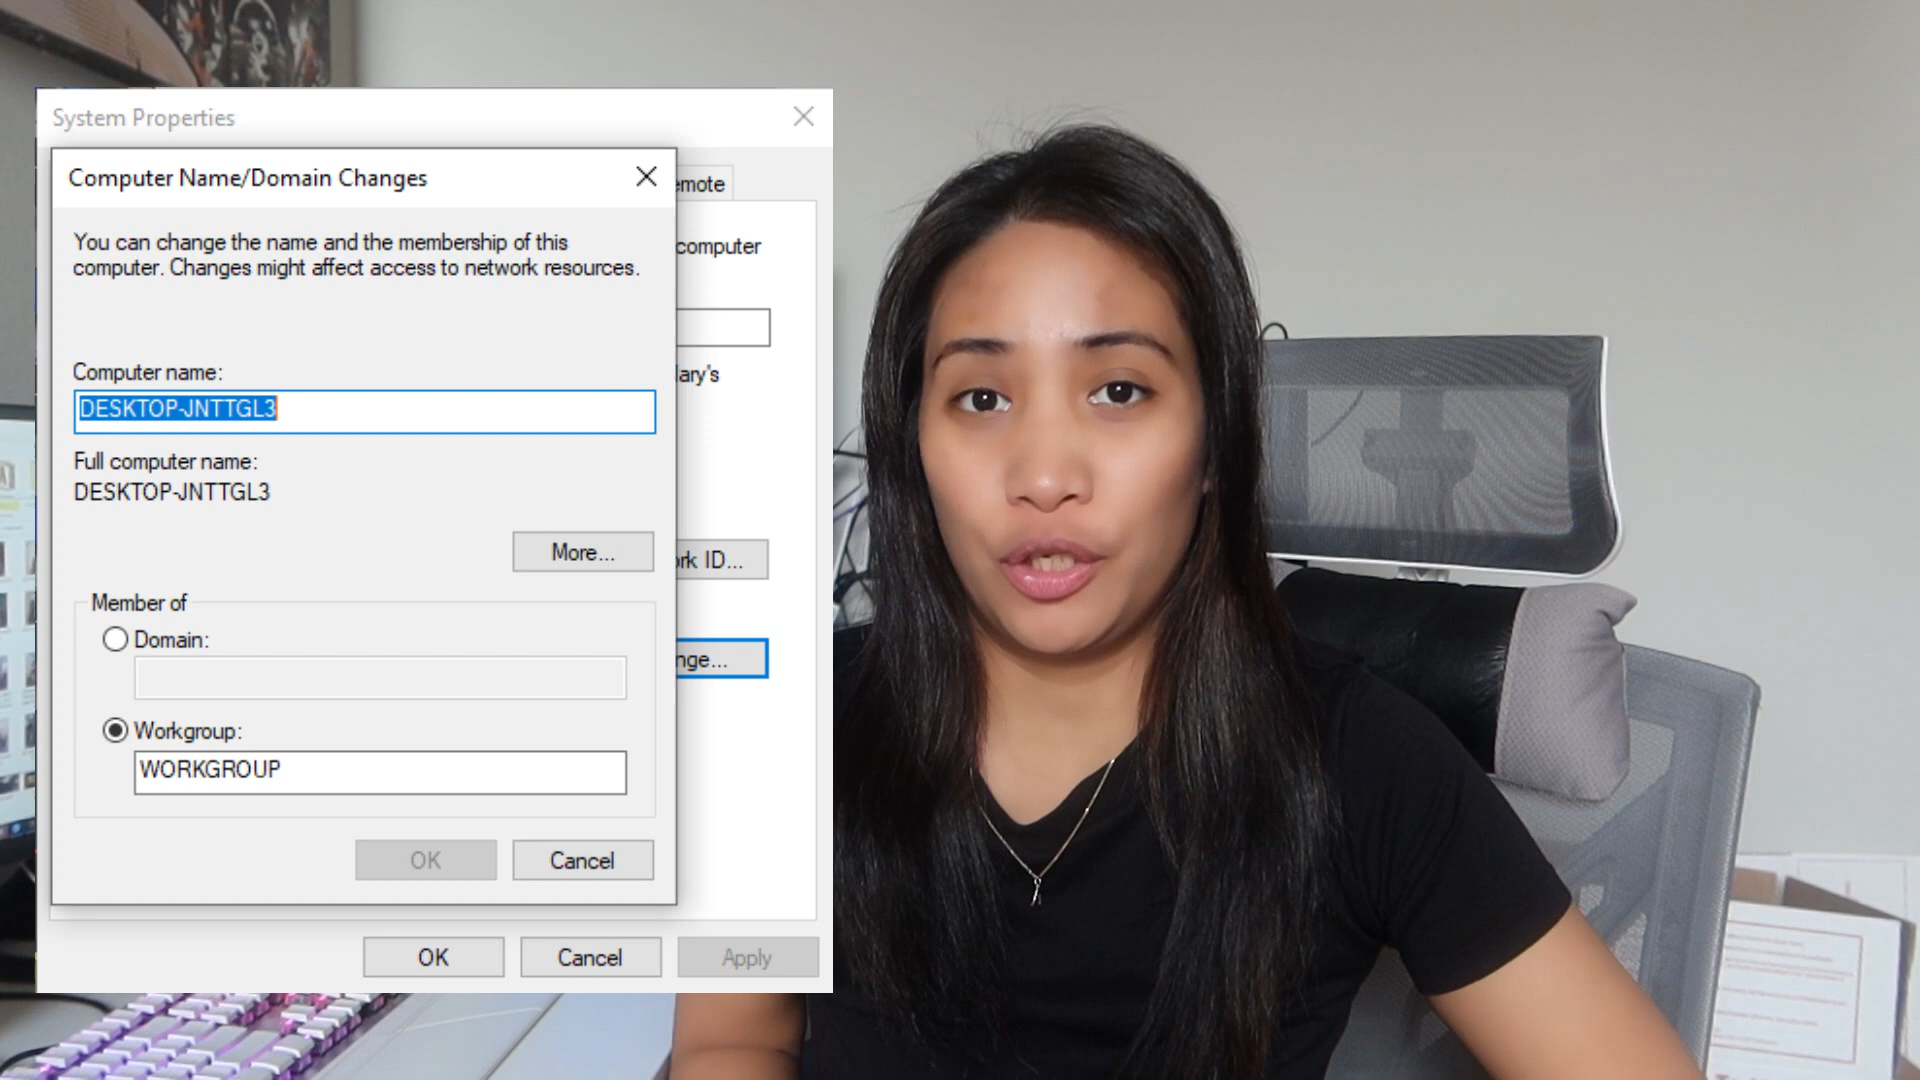 System Properties
Computer Name/Domain Changes
emote
You can change the name and the membership of this
computer. Changes might affect access to network resources.
computer
Computer name:
DESKTOP-JNTTGL3
lary's
Full computer name:
DESKTOP-JNTTGL3
More...
ork ID...
Member of
Domain:
nge...
Workgroup:
WORKGROUP
OK
Cancel
OK
Cancel
Apply